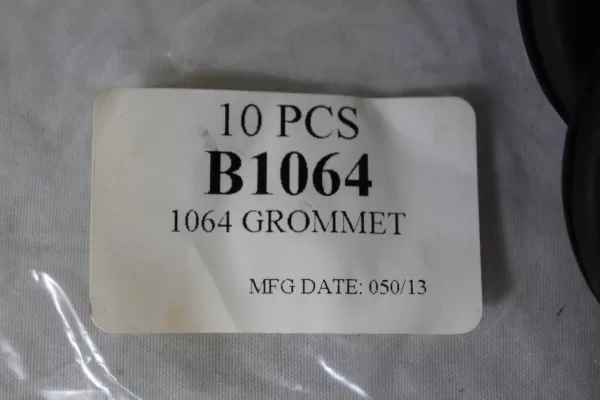 10 PCS
B1064
1064 GROMMET
MFG DATE: 050/13